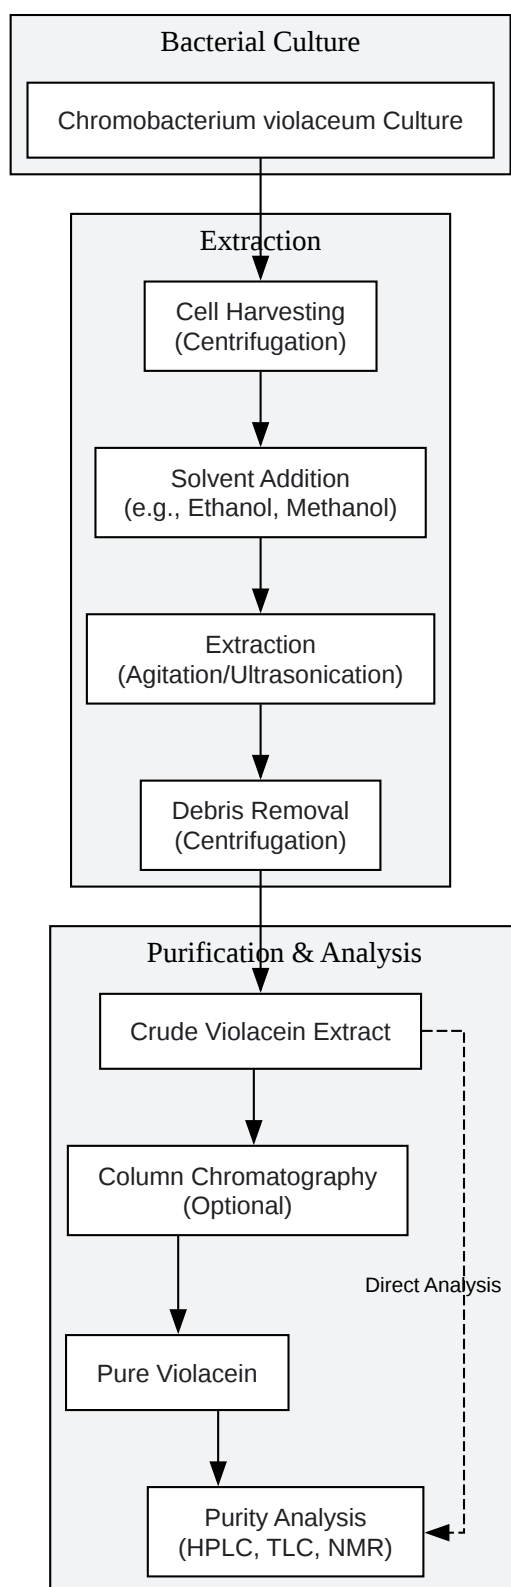 Bacterial Culture
Chromobacterium violaceum Culture
Extraction
Cell Harvesting
(Centrifugation)
Solvent Addition
(e.g., Ethanol, Methanol)
Extraction
(Agitation/Ultrasonication)
Debris Removal
(Centrifugation)
Purification & Analysis
Crude Violacein Extract
Column Chromatography
(Optional)
Direct Analysis
Pure Violacein
Purity Analysis
(HPLC, TLC, NMR)